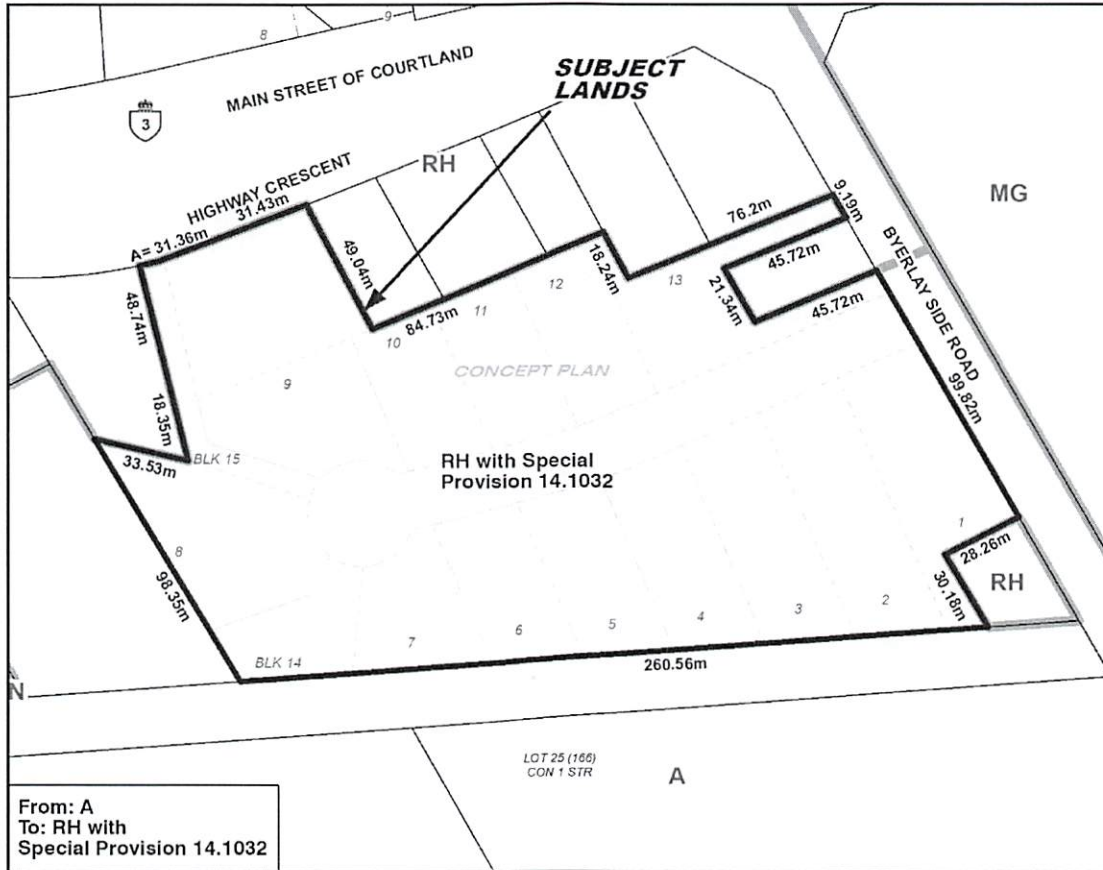 8
9
MAIN STREET OF COURTLAND
3
SUBJECT
LANDS
RH
MG
HIGHWAY CRESCENT
A= 31.36m
31.43m
49.04m
76.2m
9.19m
18.24m
45.72m
BYERLAY SIDE ROAD
48.74m
12
13
21.34m
11
84.73m
45.72m
10
CONCEPT PLAN
9
99.82m
18.35m
33.53m
BLK 15
RH with Special
Provision 14.1032
1
28.26m
8
98.35m
30.18m
RH
7
6
5
4
3
2
BLK 14
260.56m
N
LOT 25 (166)
CON 1 STR
A
From: A
To: RH with
Special Provision 14.1032